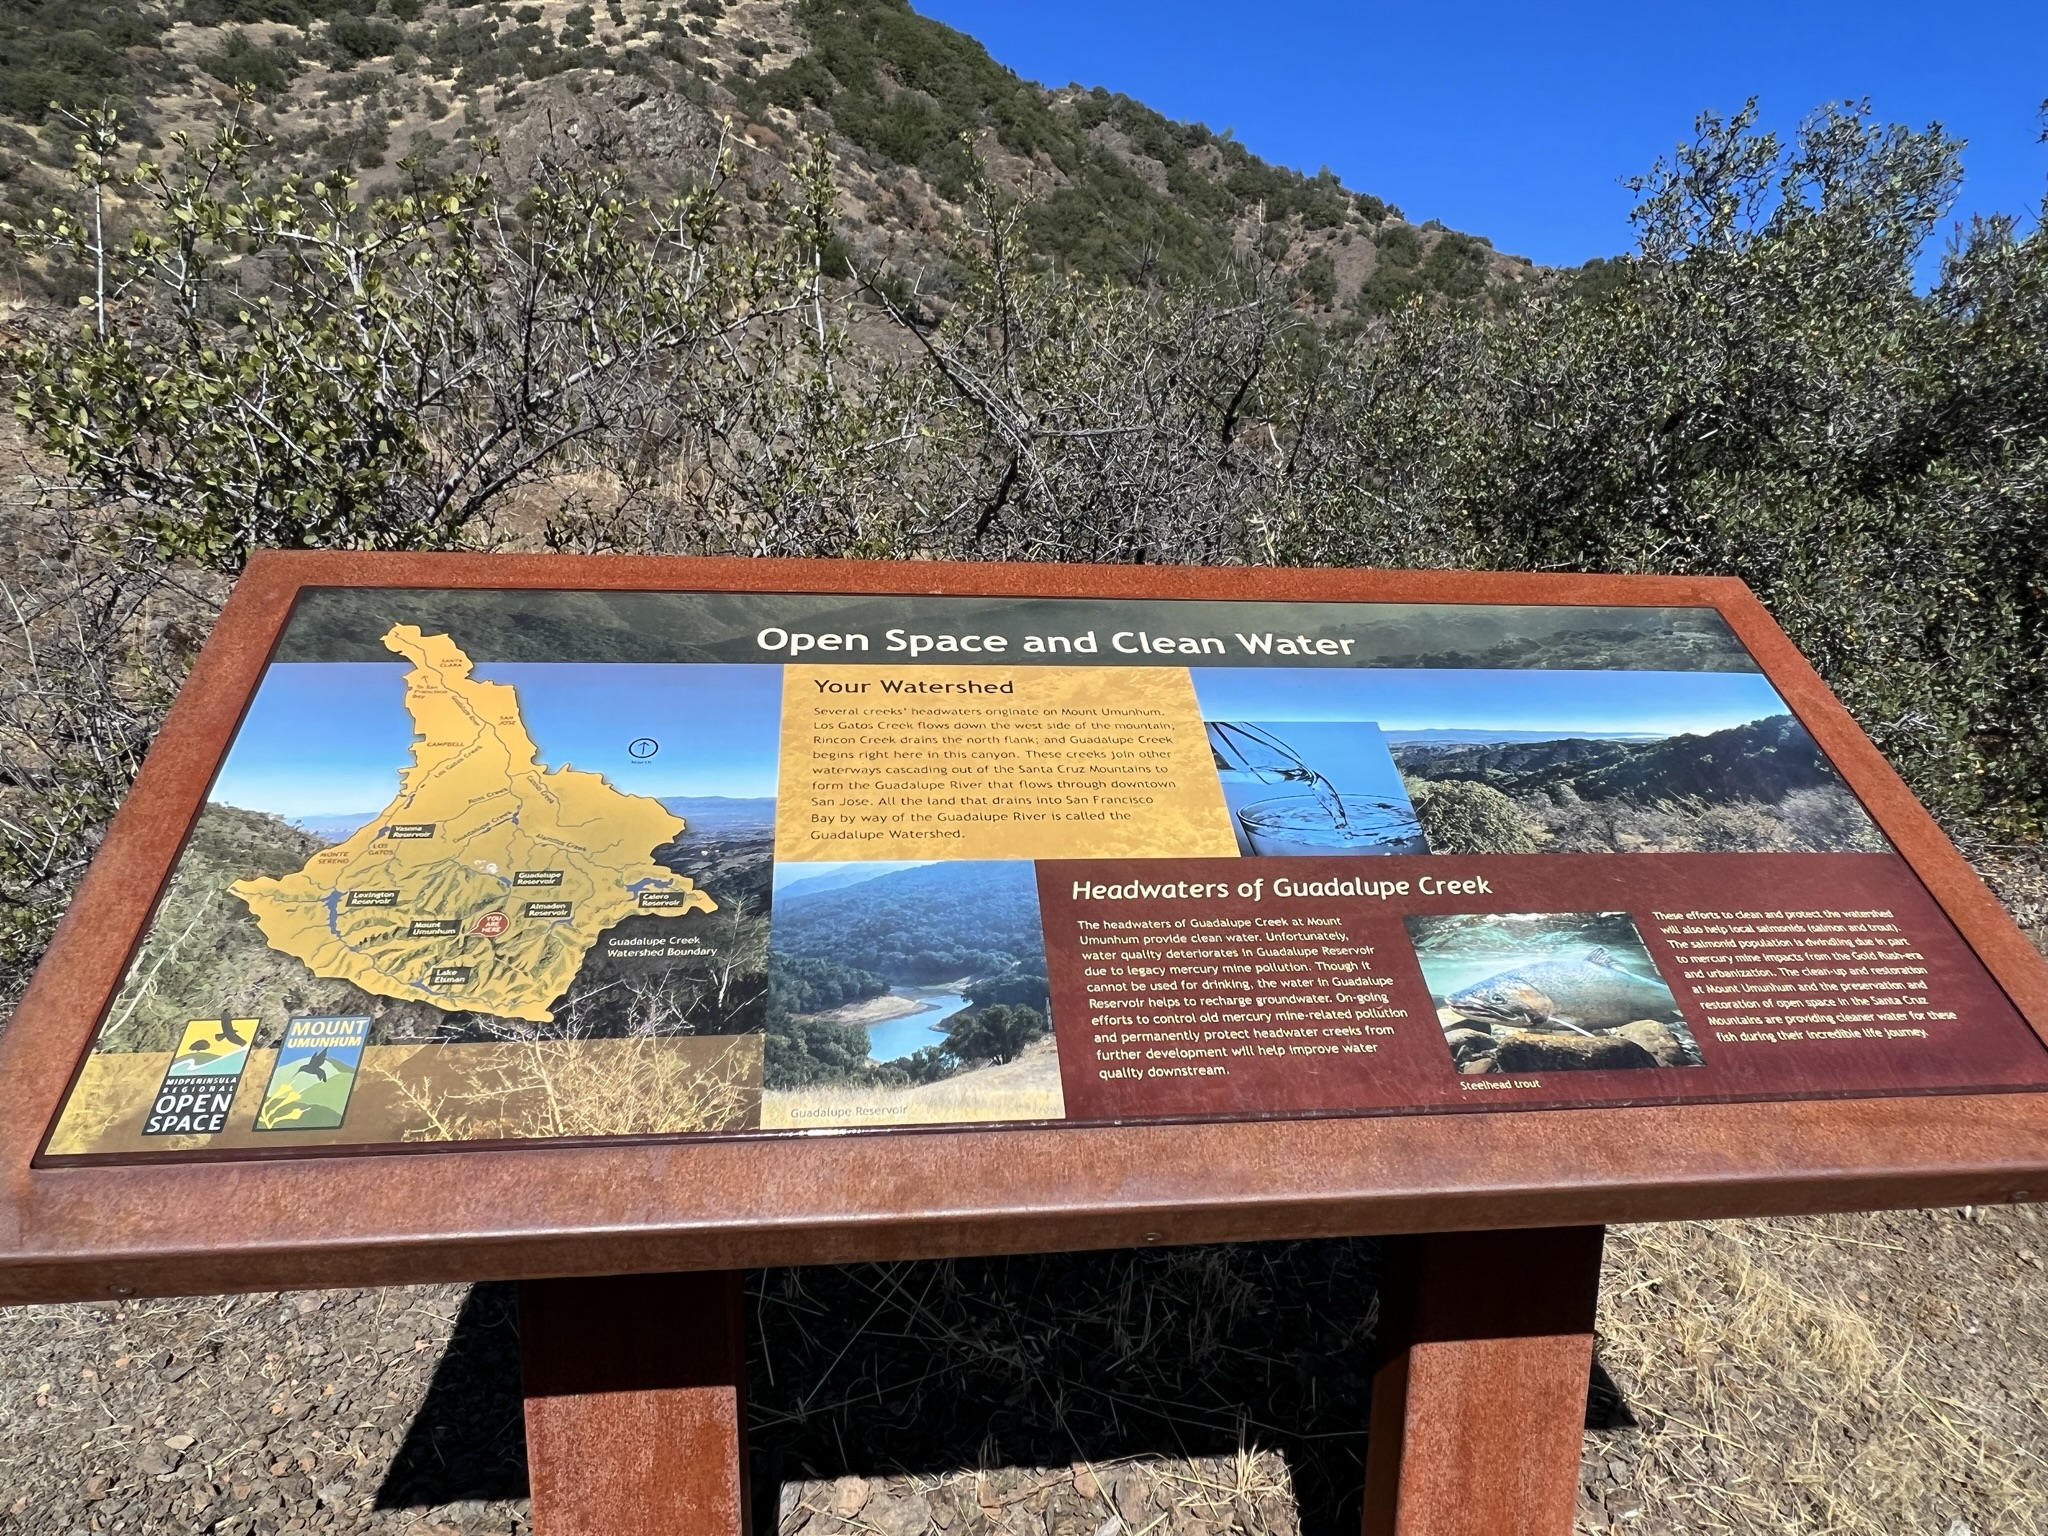 Open Space and Clean Water
SANTA
CLARA
To San
Francisco
Bay
Guadalupe River
SAN
JOSE
CAMPBELL
Los Gatos Creek
North
Ross Creek
Guadalupe Creek
Alamitos Creek
Vasona
Reservoir
LOS
GATOS
MONTE
SERENO
Guadalupe
Reservoir
Lexington
Reservoir
Almaden
Reservoir
Calero
Reservoir
Mount
Umunhum
YOU
ARE
HERE
Guadalupe Creek
Watershed Boundary
Lake
Elsman
MIDPENINSULA
REGIONAL
OPEN
SPACE
MOUNT
UMUNHUM
Your Watershed
Several creeks' headwaters originate on Mount Umunhum.
Los Gatos Creek flows down the west side of the mountain;
Rincon Creek drains the north flank; and Guadalupe Creek
begins right here in this canyon. These creeks join other
waterways cascading out of the Santa Cruz Mountains to
form the Guadalupe River that flows through downtown
San Jose. All the land that drains into San Francisco
Bay by way of the Guadalupe River is called the
Guadalupe Watershed.
Guadalupe Reservoir
Headwaters of Guadalupe Creek
The headwaters of Guadalupe Creek at Mount
Umunhum provide clean water. Unfortunately,
water quality deteriorates in Guadalupe Reservoir
due to legacy mercury mine pollution. Though it
cannot be used for drinking, the water in Guadalupe
Reservoir helps to recharge groundwater. On-going
efforts to control old mercury mine-related pollution
and permanently protect headwater creeks from
further development will help improve water
quality downstream.
Steelhead trout
These efforts to clean and protect the watershed
will also help local salmonids (salmon and trout).
The salmonid population is dwindling due in part
to mercury mine impacts from the Gold Rush-era
and urbanization. The clean-up and restoration
at Mount Umunhum and the preservation and
restoration of open space in the Santa Cruz
Mountains are providing cleaner water for these
fish during their incredible life journey.